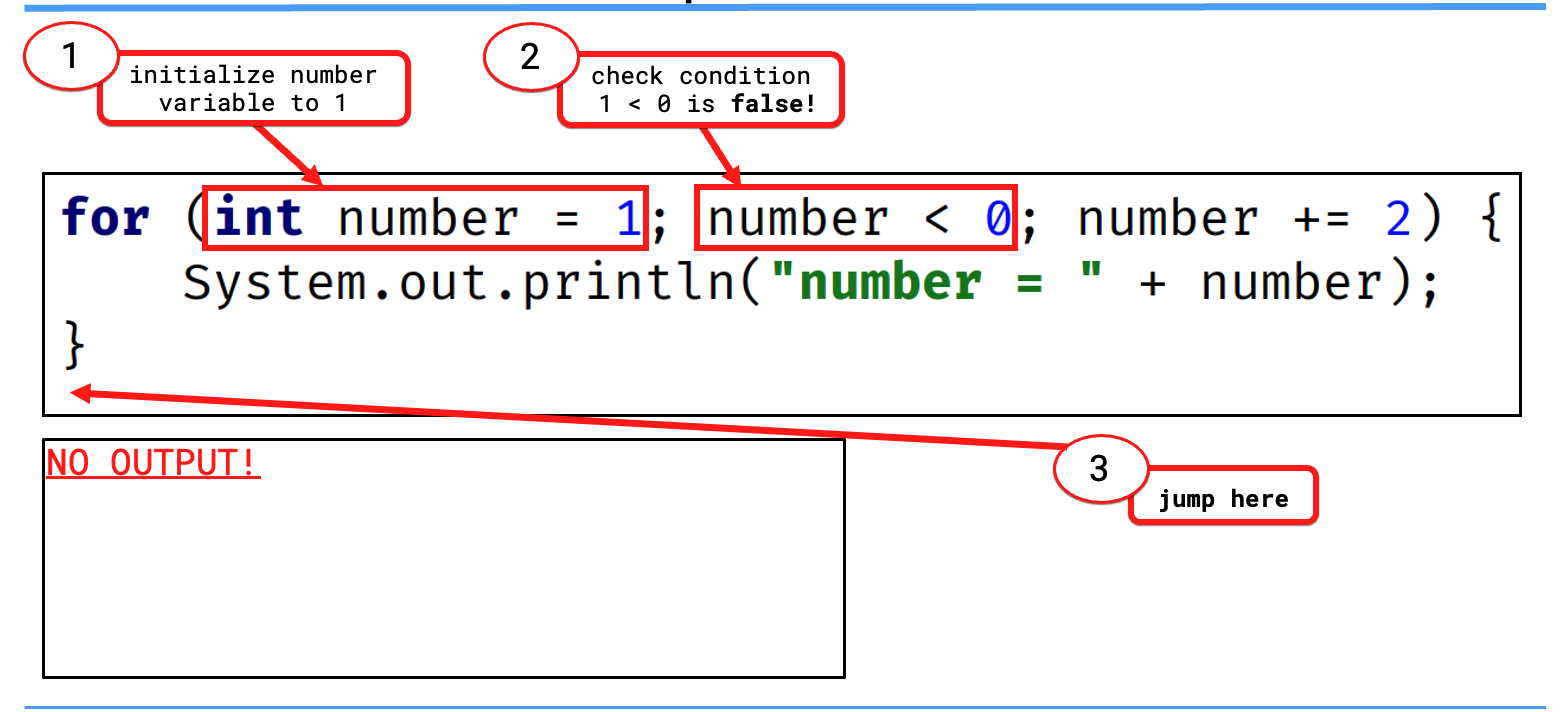 1
initialize number
variable to 1
2
check condition
1 < 0 is false!
for (int number = 1; number < 0; number += 2) {
    System.out.println("number = " + number);
}
NO OUTPUT!
3
jump here